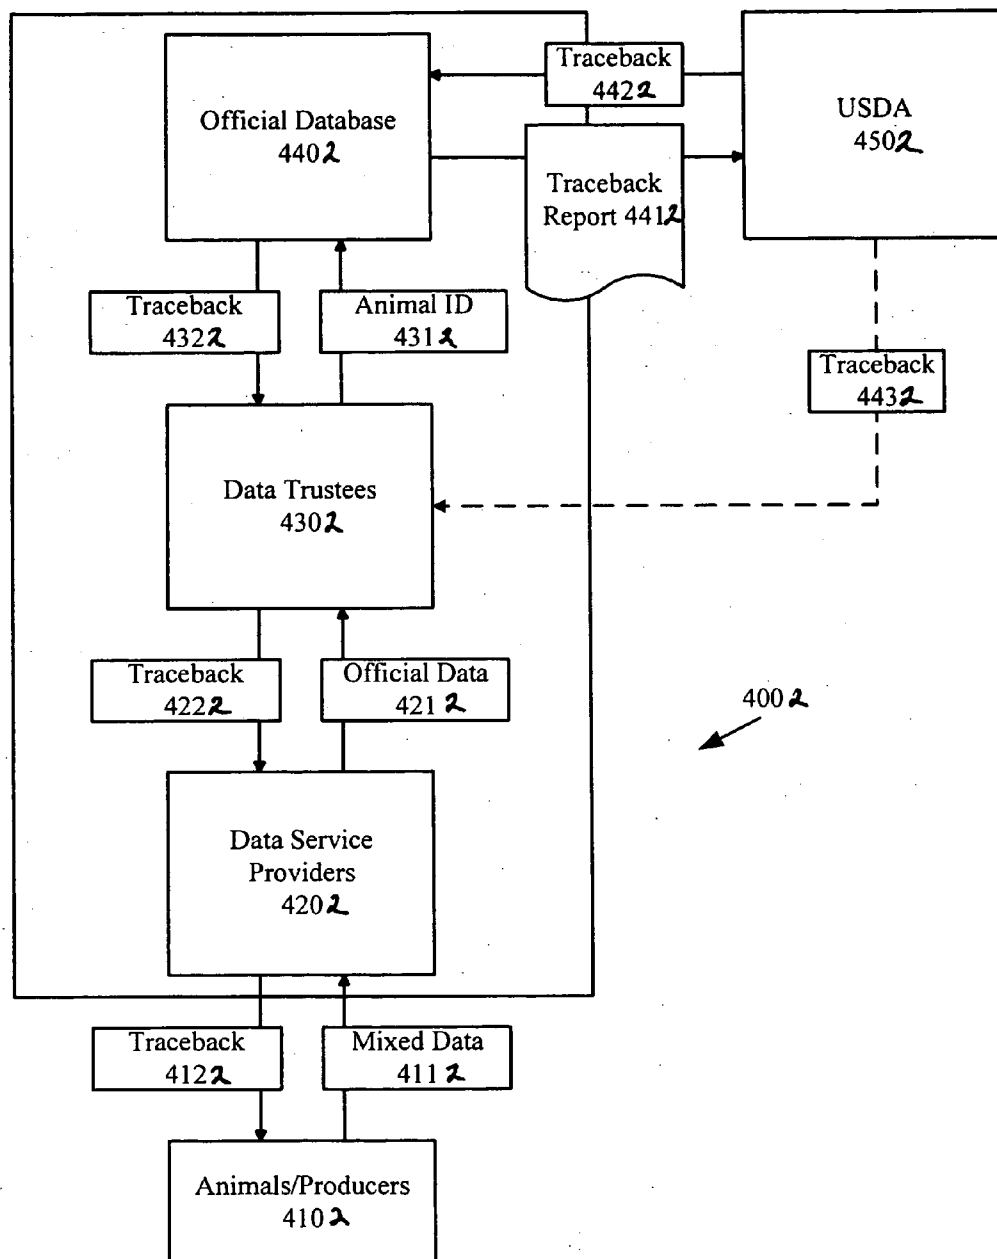 Traceback
4422
Official Database
4402
USDA
4502
Traceback
Report 4412
Traceback
4322
Animal ID
4312
Traceback
4432
Data Trustees
4302
Traceback
4222
Official Data
4212
4002
Data Service
Providers
4202
Traceback
4122
Mixed Data
4112
Animals/Producers
4102